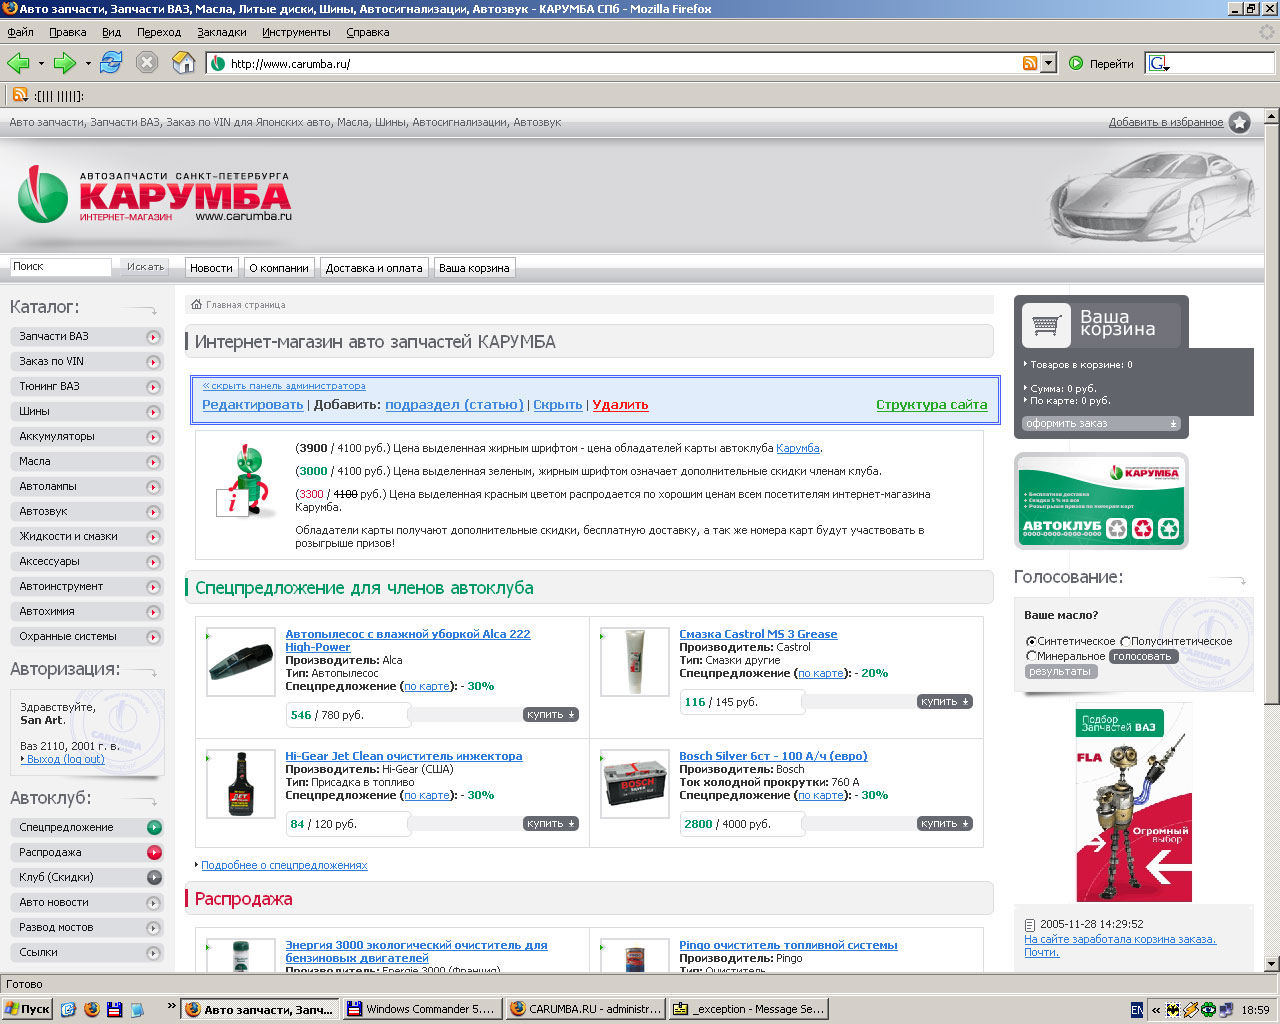 Авто запчасти, Запчасти ВАЗ, Масла, Литые диски, Шины, Автосигнализации, Автозвук - КАРУМБА СПб - Mozilla Firefox
Файл Правка Вид Переход Закладки Инструменты Справка
http://www.carumba.ru/ Перейти
:[||| |||||]:
Авто запчасти, Запчасти ВАЗ, Заказ по VIN для Японских авто, Масла, Шины, Автосигнализации, Автозвук
Добавить в избранное
АВТОЗАПЧАСТИ САНКТ-ПЕТЕРБУРГА
КАРУМБА
ИНТЕРНЕТ-МАГАЗИН www.carumba.ru
Поиск Искать Новости О компании Доставка и оплата Ваша корзина
Каталог:
Запчасти ВАЗ
Заказ по VIN
Тюнинг ВАЗ
Шины
Аккумуляторы
Масла
Автолампы
Автозвук
Жидкости и смазки
Аксессуары
Автоинструмент
Автохимия
Охранные системы
Авторизация:
Здравствуйте,
San Art.
Ваз 2110, 2001 г. в.
Выход (log out)
Автоклуб:
Спецпредложение
Распродажа
Клуб (Скидки)
Авто новости
Развод мостов
Ссылки
Главная страница
Интернет-магазин авто запчастей КАРУМБА
« скрыть панель администратора
Редактировать | Добавить: подраздел (статью) | Скрыть | Удалить
Структура сайта
(3900 / 4100 руб.) Цена выделенная жирным шрифтом - цена обладателей карты автоклуба Карумба.
(3000 / 4100 руб.) Цена выделенная зеленым, жирным шрифтом означает дополнительные скидки членам клуба.
(3300 / 4100 руб.) Цена выделенная красным цветом распродается по хорошим ценам всем посетителям интернет-магазина
Карумба.
Обладатели карты получают дополнительные скидки, бесплатную доставку, а так же номера карт будут участвовать в
розыгрыше призов!
Спецпредложение для членов автоклуба
Автопылесос с влажной уборкой Alca 222
High-Power
Производитель: Alca
Тип: Автопылесос
Спецпредложение (по карте): - 30%
546 / 780 руб. купить
Смазка Castrol MS 3 Grease
Производитель: Castrol
Тип: Смазки другие
Спецпредложение (по карте): - 20%
116 / 145 руб. купить
Hi-Gear Jet Clean очиститель инжектора
Производитель: Hi-Gear (США)
Тип: Присадка в топливо
Спецпредложение (по карте): - 30%
84 / 120 руб. купить
Bosch Silver 6ст - 100 А/ч (евро)
Производитель: Bosch
Ток холодной прокрутки: 760 А
Спецпредложение (по карте): - 30%
2800 / 4000 руб. купить
Подробнее о спецпредложениях
Распродажа
Энергия 3000 экологический очиститель для
бензиновых двигателей
Производитель: Energie 3000 (Франция)
Pingo очиститель топливной системы
Производитель: Pingo
Тип: Очиститель
Ваша
корзина
Товаров в корзине: 0
Сумма: 0 руб.
По карте: 0 руб.
оформить заказ
КАРУМБА
Бесплатная доставка
Скидка 5 % на все
Розыгрыши призов по номерам карт
АВТОКЛУБ
0000-0000-0000-0000
Голосование:
Ваше масло?
Синтетическое Полусинтетическое
Минеральное голосовать
результаты
Подбор
Запчастей ВАЗ
FLA
Огромный
выбор
2005-11-28 14:29:52
На сайте заработала корзина заказа.
Почти.
Готово
Пуск » Авто запчасти, Запч... Windows Commander 5.... CARUMBA.RU - administr... _exception - Message Se... EN « 18:59